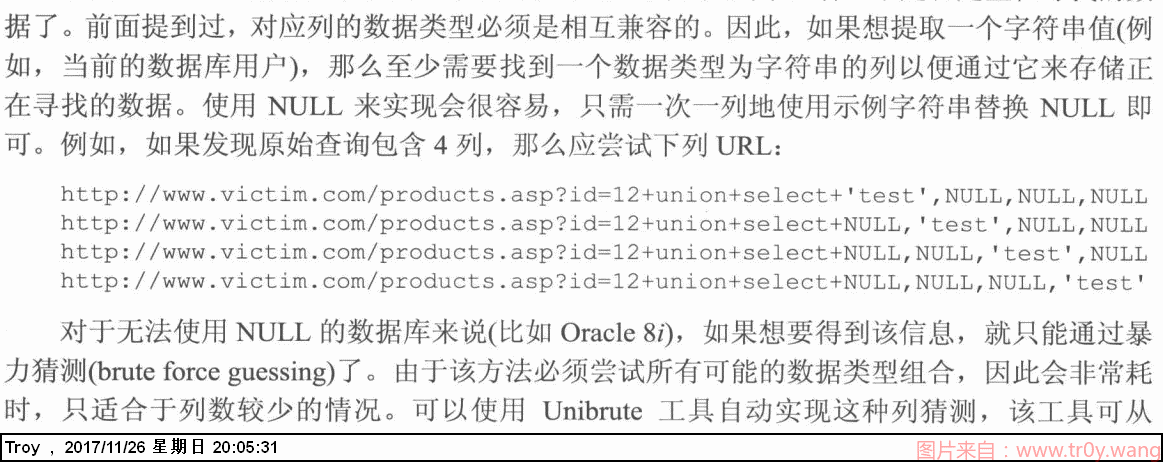 据了。前面提到过，对应列的数据类型必须是相互兼容的。因此，如果想提取一个字符串值(例
如，当前的数据库用户)，那么至少需要找到一个数据类型为字符串的列以便通过它来存储正
在寻找的数据。使用 NULL 来实现会很容易，只需一次一列地使用示例字符串替换 NULL 即
可。例如，如果发现原始查询包含 4 列，那么应尝试下列 URL：
http://www.victim.com/products.asp?id=12+union+select+'test',NULL,NULL,NULL
http://www.victim.com/products.asp?id=12+union+select+NULL,'test',NULL,NULL
http://www.victim.com/products.asp?id=12+union+select+NULL,NULL,'test',NULL
http://www.victim.com/products.asp?id=12+union+select+NULL,NULL,NULL,'test'
对于无法使用 NULL 的数据库来说(比如 Oracle 8i)，如果想要得到该信息，就只能通过暴
力猜测(brute force guessing)了。由于该方法必须尝试所有可能的数据类型组合，因此会非常耗
时，只适合于列数较少的情况。可以使用 Unibrute 工具自动实现这种列猜测，该工具可从
Troy , 2017/11/26 星期日 20:05:31
图片来自：www.tr0y.wang